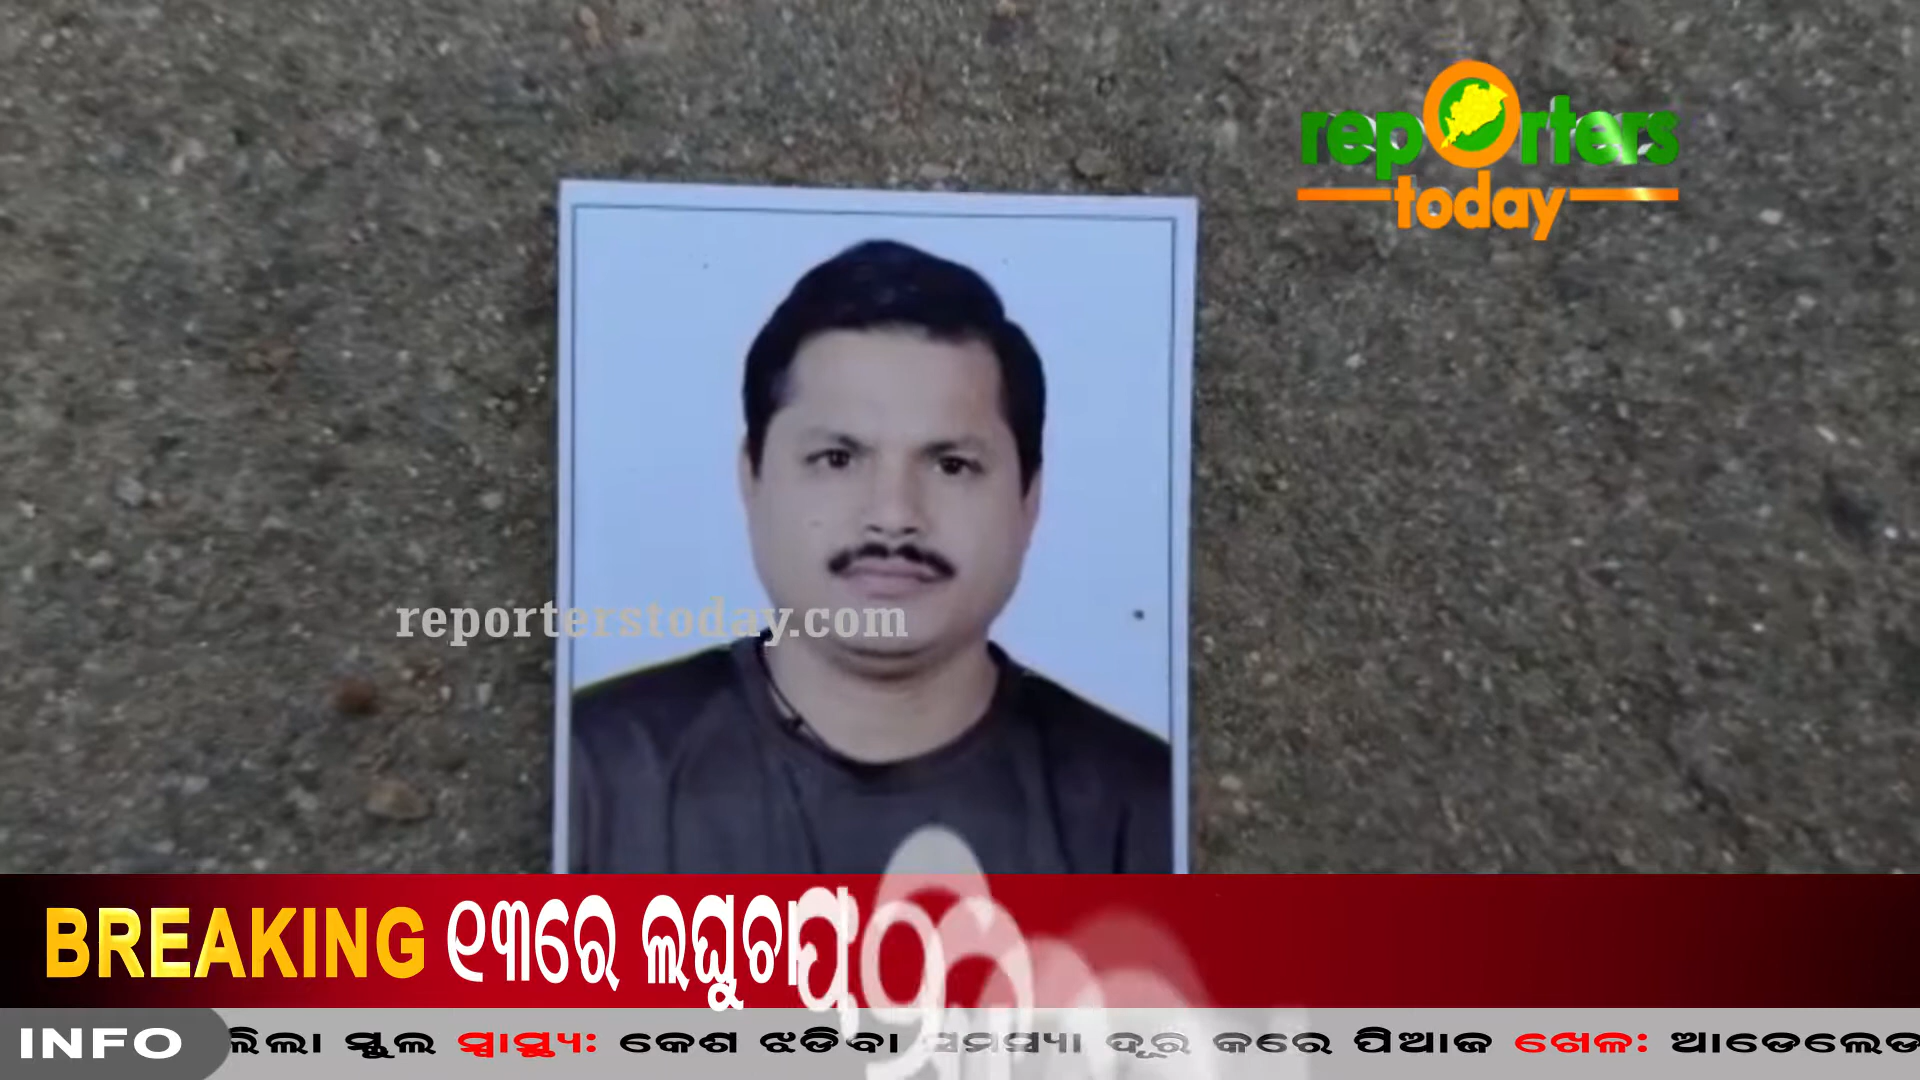 reporters
today
reporterstoday.com
BREAKING ୧୩ରେ ଲଘୁଚାପ
INFO ଲିଲା ସ୍କୁଲ ସ୍ୱାସ୍ଥ୍ୟ: କେଶ ଝଡିବା ସମସ୍ୟା ଦୂର କରେ ପିଆଜ ଖେଳ: ଆଡେଲେଡ